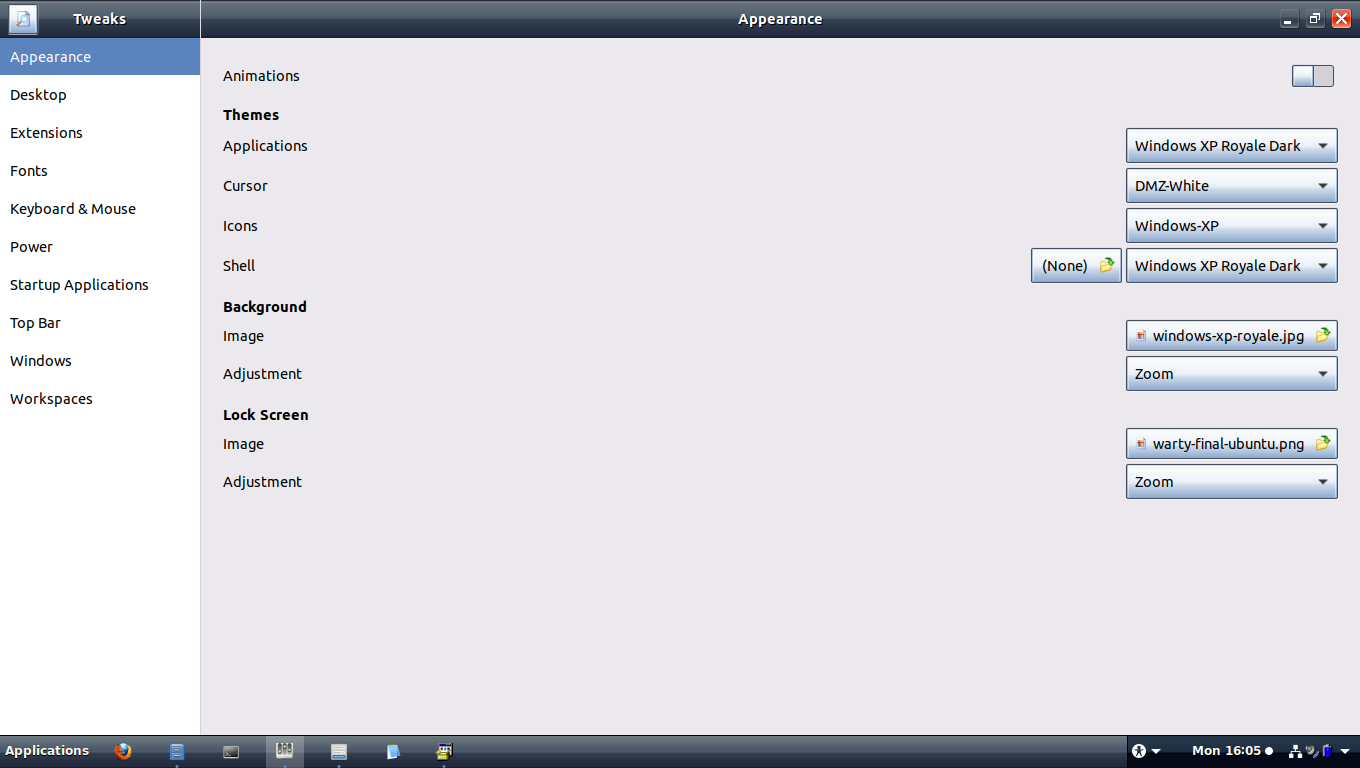 Tweaks
Appearance
Appearance
Desktop
Extensions
Fonts
Keyboard & Mouse
Power
Startup Applications
Top Bar
Windows
Workspaces
Animations
Themes
Applications Windows XP Royale Dark
Cursor DMZ-White
Icons Windows-XP
Shell (None) Windows XP Royale Dark
Background
Image windows-xp-royale.jpg
Adjustment Zoom
Lock Screen
Image warty-final-ubuntu.png
Adjustment Zoom
Applications Mon 16:05